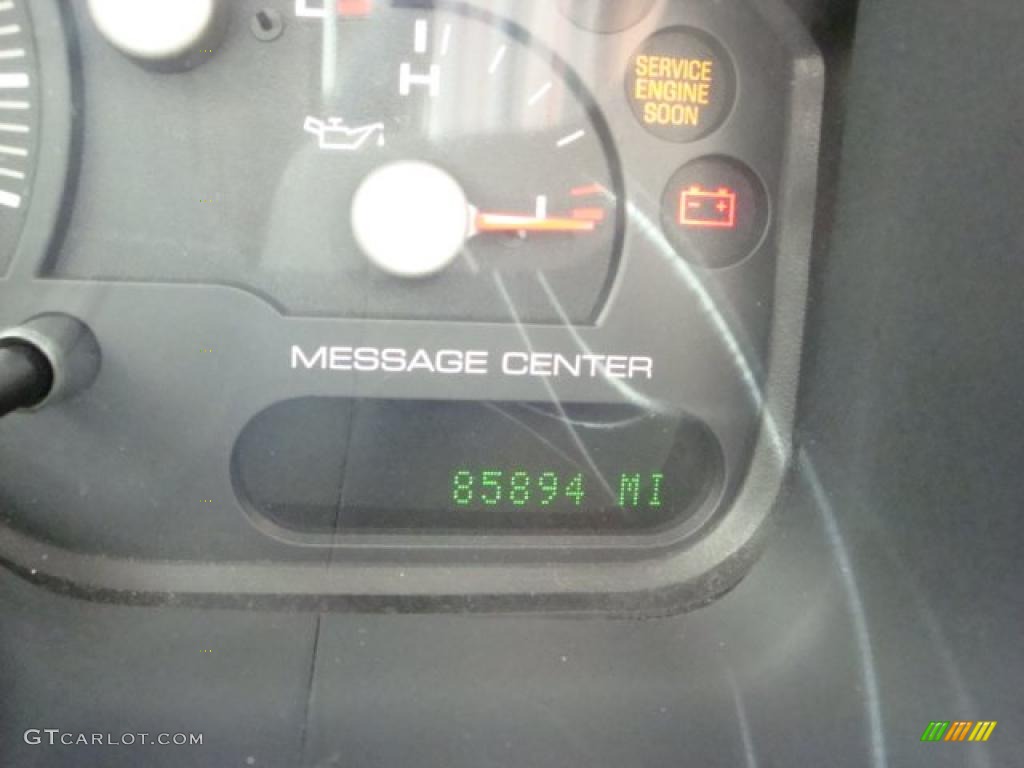 H
SERVICE
ENGINE
SOON
L
MESSAGE CENTER
85894 MI
GTCARLOT.COM